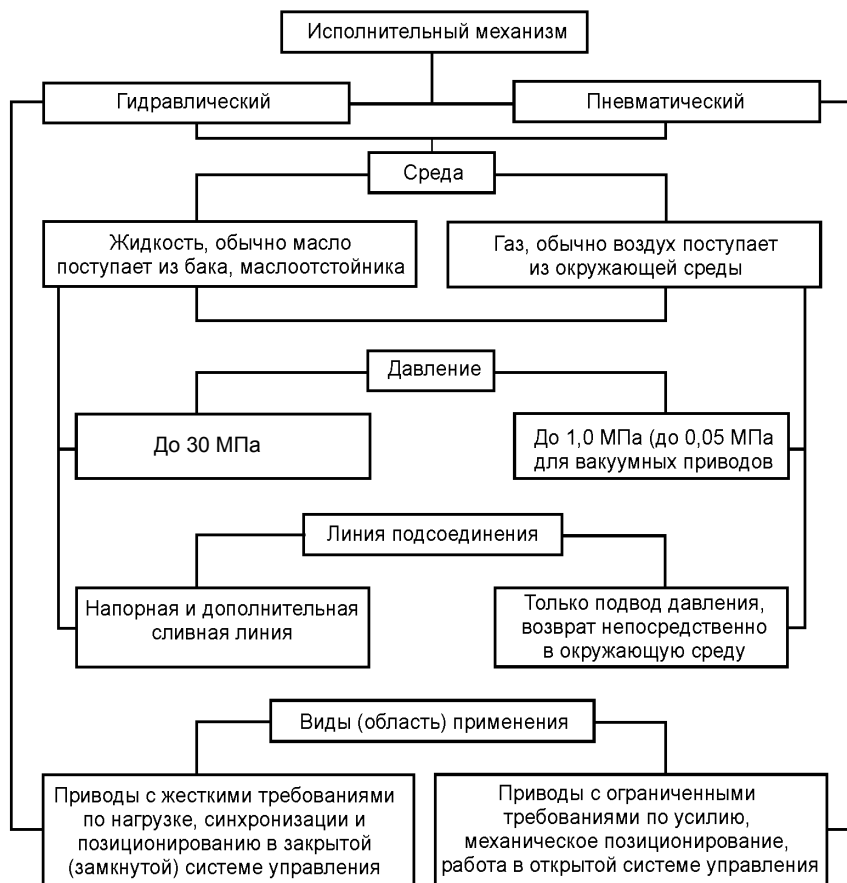 Исполнительный механизм
Гидравлический
Пневматический
Среда
Жидкость, обычно масло
поступает из бака, маслоотстойника
Газ, обычно воздух поступает
из окружающей среды
Давление
До 30 МПа
До 1,0 МПа (до 0,05 МПа
для вакуумных приводов
Линия подсоединения
Напорная и дополнительная
сливная линия
Только подвод давления,
возврат непосредственно
в окружающую среду
Виды (область) применения
Приводы с жесткими требованиями
по нагрузке, синхронизации и
позиционированию в закрытой
(замкнутой) системе управления
Приводы с ограниченными
требованиями по усилию,
механическое позиционирование,
работа в открытой системе управления